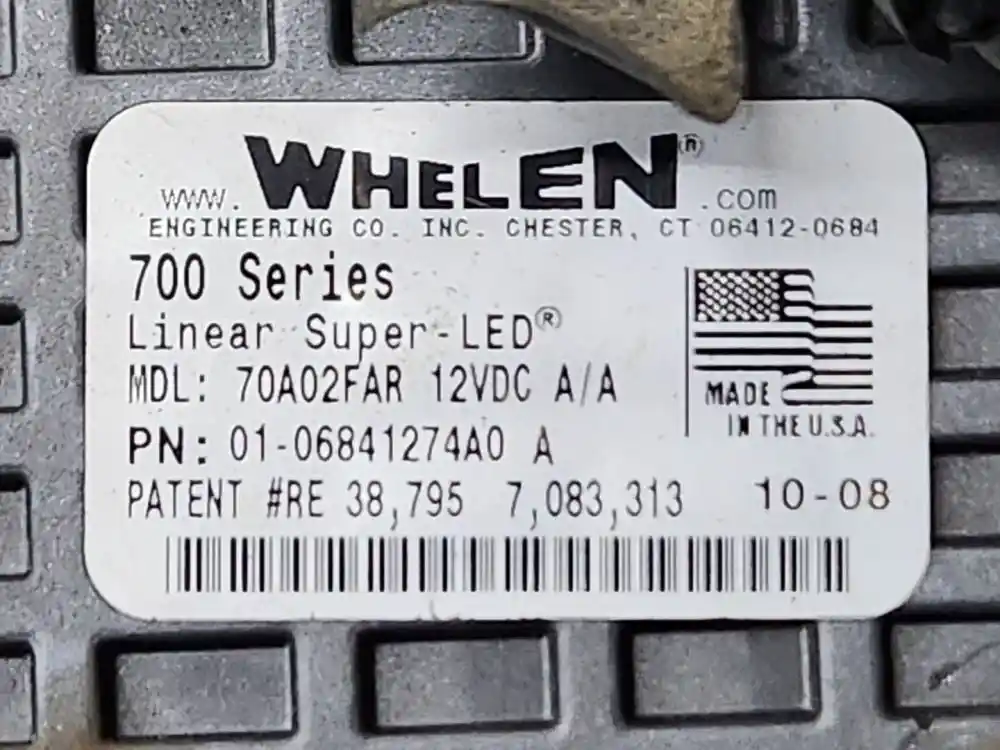 www.WHELEN®.com
ENGINEERING CO. INC. CHESTER, CT 06412-0684
700 Series
Linear Super-LED®
MDL: 70A02FAR 12VDC A/A
PN: 01-06841274A0 A
PATENT #RE 38,795 7,083,313 10-08
MADE
IN THE U.S.A.